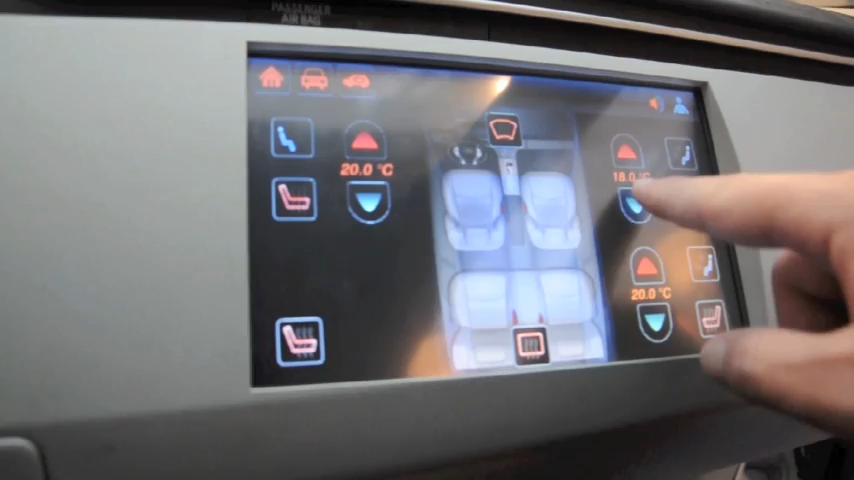 PASSENGER
AIR BAG
20.0 °C
18.0 °C
20.0 °C